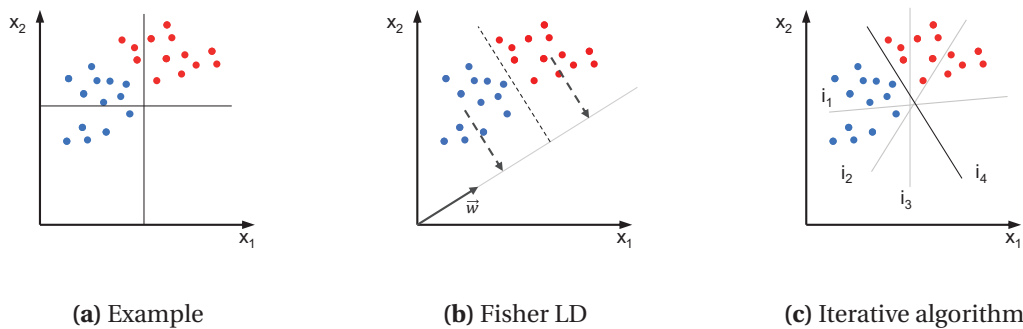 x2
x1
(a) Example
x2
w
x1
(b) Fisher LD
x2
i1
i2
i3
i4
x1
(c) Iterative algorithm